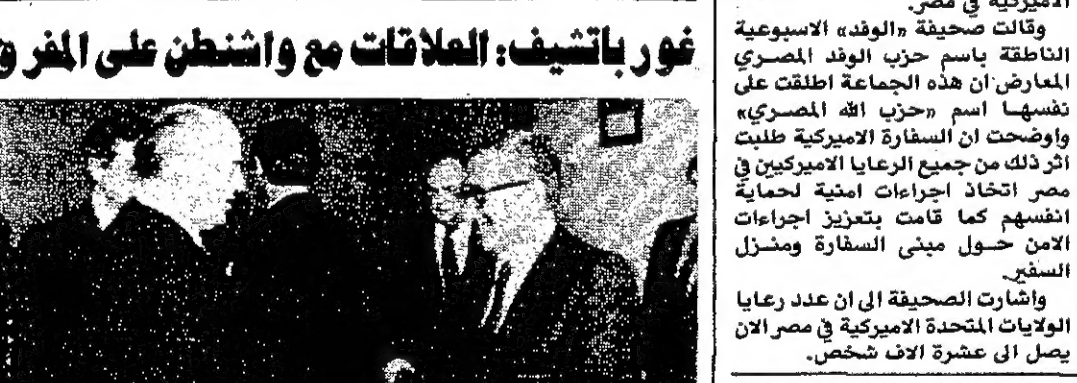 الاميركية في مصر.
وقالت صحيفة «الوفد» الاسبوعية
الناطقة باسم حزب الوفد المصري
المعارض ان هذه الجماعة اطلقت على
نفسها اسم «حزب الله المصري»
واوضحت ان السفارة الاميركية طلبت
اثر ذلك من جميع الرعايا الاميركيين في
مصر اتخاذ اجراءات امنية لحماية
انفسهم كما قامت بتعزيز اجراءات
الامن حول مبنى السفارة ومنزل
السفير.
واشارت الصحيفة الى ان عدد رعايا
الولايات المتحدة الاميركية في مصر الان
يصل الى عشرة الاف شخص.
غورباتشيف: العلاقات مع واشنطن على